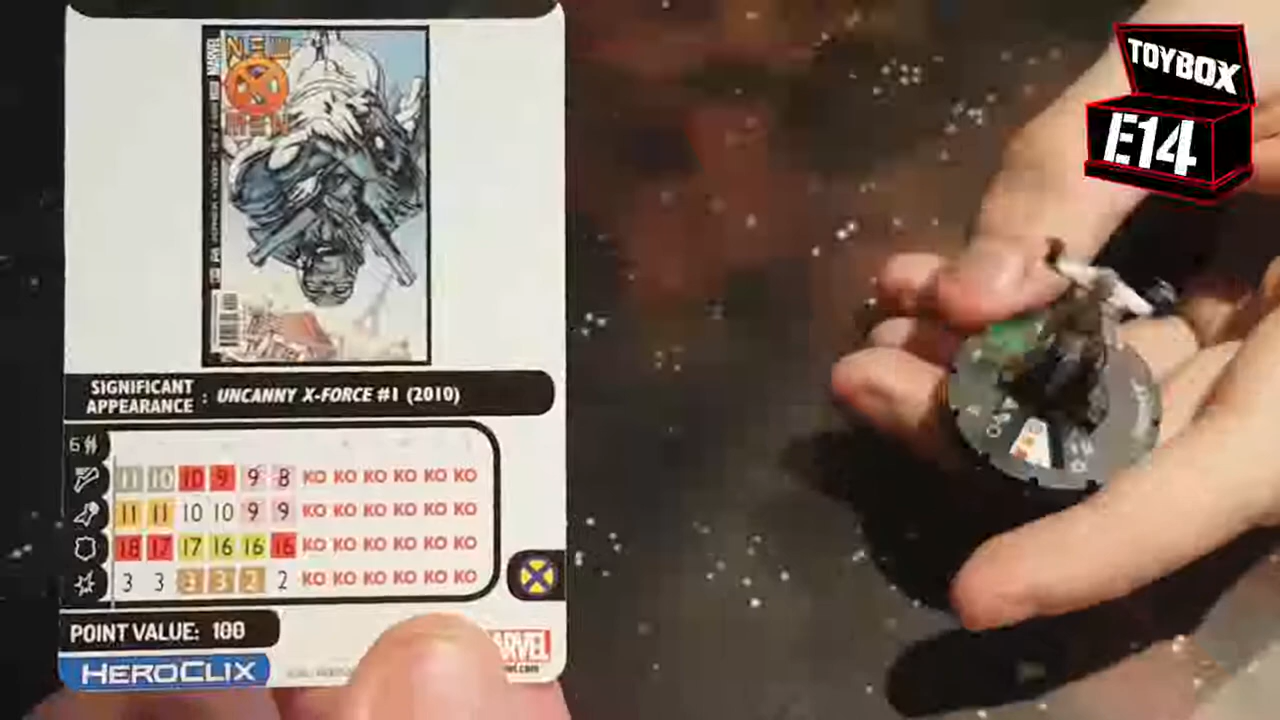 TOYBOX
E14
MARVEL
NEW
MEN
SIGNIFICANT APPEARANCE : UNCANNY X-FORCE #1 (2010)
6
11 10 10 9 9 8 KO KO KO KO KO KO
11 11 10 10 9 9 KO KO KO KO KO KO
18 17 17 16 16 16 KO KO KO KO KO KO
3 3 3 3 2 2 KO KO KO KO KO KO
POINT VALUE: 100
HEROCLIX